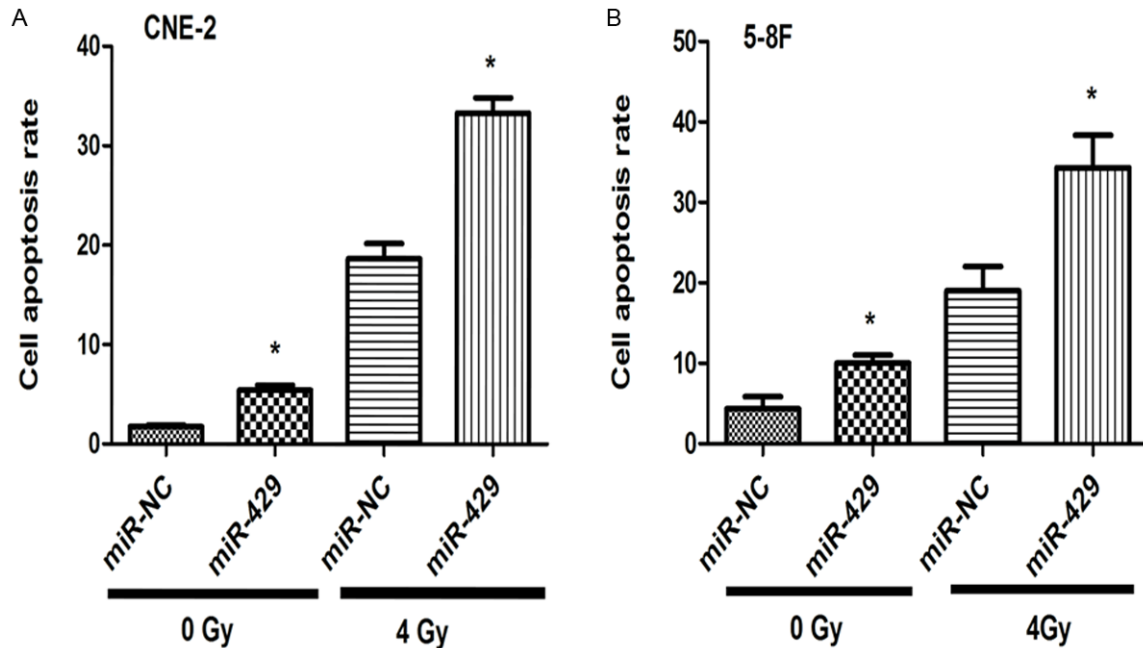 A
CNE-2
Cell apoptosis rate
40
30
20
10
0
*
*
miR-NC
miR-429
miR-NC
miR-429
0 Gy
4 Gy
B
5-8F
Cell apoptosis rate
50
40
30
20
10
0
*
*
miR-NC
miR-429
miR-NC
miR-429
0 Gy
4Gy